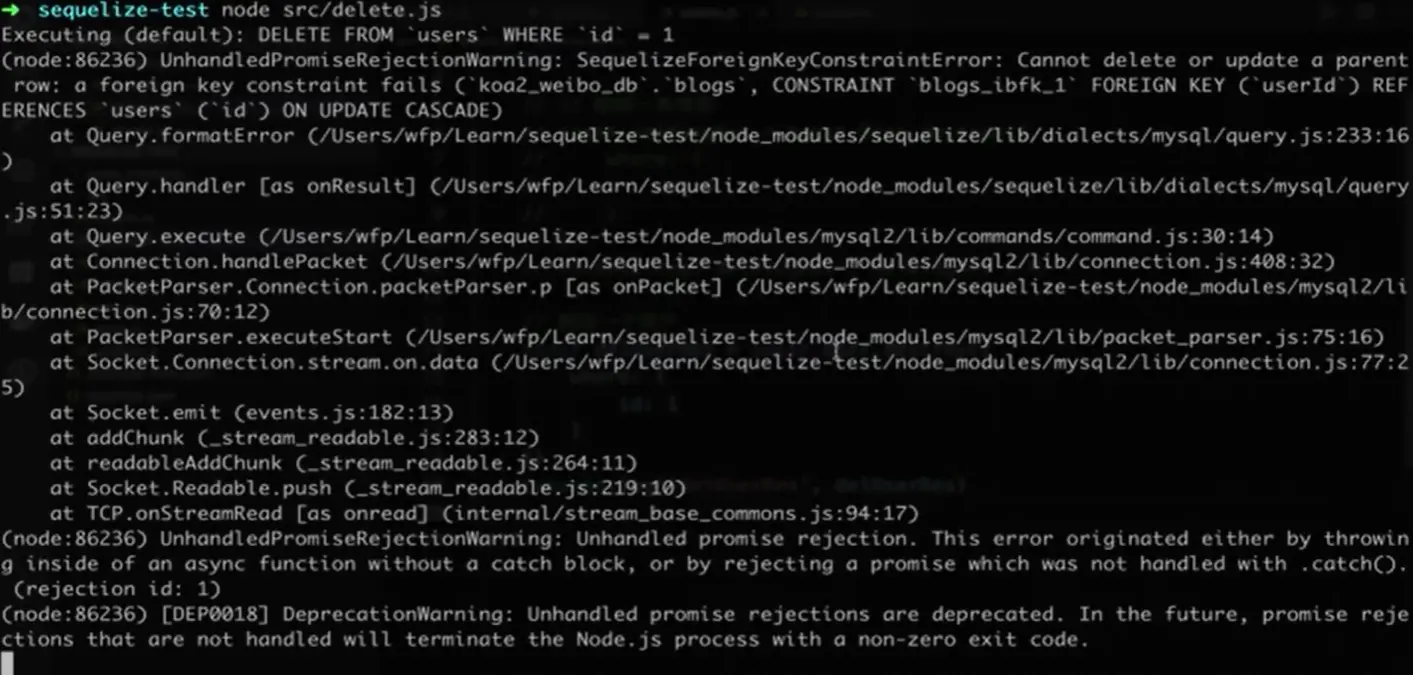 ➜ sequelize-test node src/delete.js
Executing (default): DELETE FROM `users` WHERE `id` = 1
(node:86236) UnhandledPromiseRejectionWarning: SequelizeForeignKeyConstraintError: Cannot delete or update a parent
 row: a foreign key constraint fails (`koa2_weibo_db`.`blogs`, CONSTRAINT `blogs_ibfk_1` FOREIGN KEY (`userId`) REF
ERENCES `users` (`id`) ON UPDATE CASCADE)
    at Query.formatError (/Users/wfp/Learn/sequelize-test/node_modules/sequelize/lib/dialects/mysql/query.js:233:16
)
    at Query.handler [as onResult] (/Users/wfp/Learn/sequelize-test/node_modules/sequelize/lib/dialects/mysql/query
.js:51:23)
    at Query.execute (/Users/wfp/Learn/sequelize-test/node_modules/mysql2/lib/commands/command.js:30:14)
    at Connection.handlePacket (/Users/wfp/Learn/sequelize-test/node_modules/mysql2/lib/connection.js:408:32)
    at PacketParser.Connection.packetParser.p [as onPacket] (/Users/wfp/Learn/sequelize-test/node_modules/mysql2/li
b/connection.js:70:12)
    at PacketParser.executeStart (/Users/wfp/Learn/sequelize-test/node_modules/mysql2/lib/packet_parser.js:75:16)
    at Socket.Connection.stream.on.data (/Users/wfp/Learn/sequelize-test/node_modules/mysql2/lib/connection.js:77:2
5)
    at Socket.emit (events.js:182:13)
    at addChunk (_stream_readable.js:283:12)
    at readableAddChunk (_stream_readable.js:264:11)
    at Socket.Readable.push (_stream_readable.js:219:10)
    at TCP.onStreamRead [as onread] (internal/stream_base_commons.js:94:17)
(node:86236) UnhandledPromiseRejectionWarning: Unhandled promise rejection. This error originated either by throwin
g inside of an async function without a catch block, or by rejecting a promise which was not handled with .catch().
 (rejection id: 1)
(node:86236) [DEP0018] DeprecationWarning: Unhandled promise rejections are deprecated. In the future, promise reje
ctions that are not handled will terminate the Node.js process with a non-zero exit code.